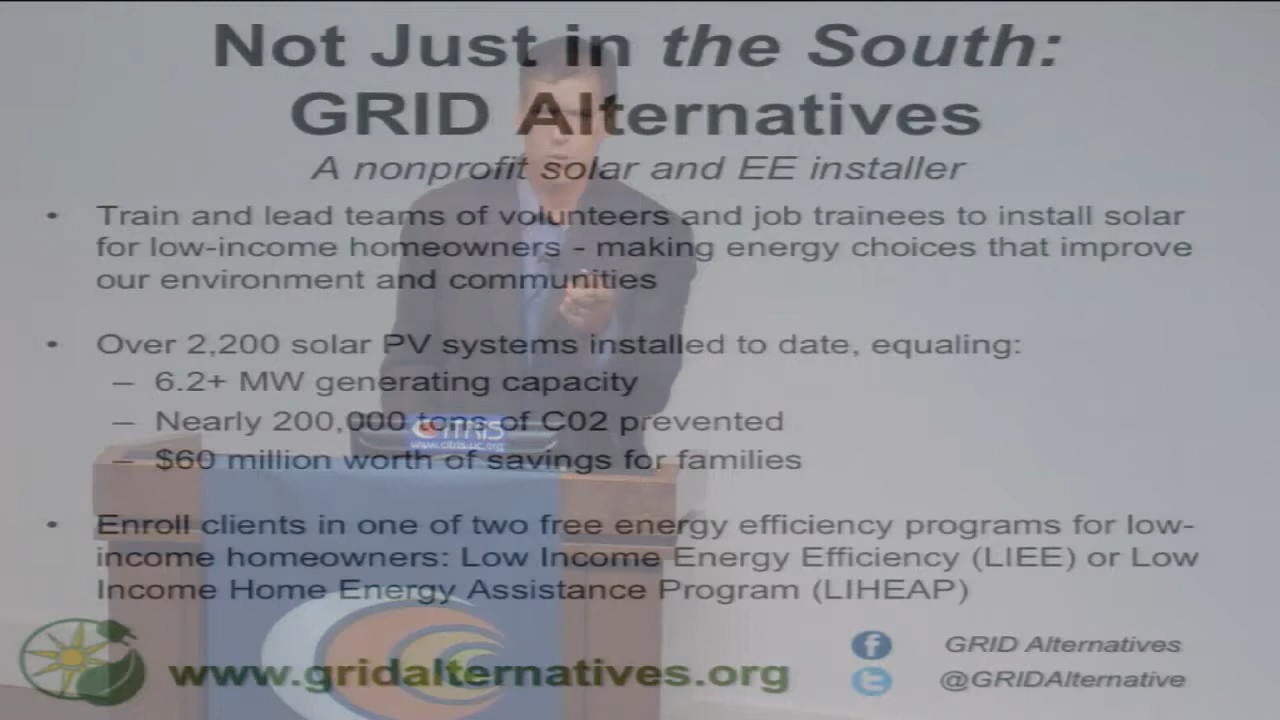 Not Just in the South:
GRID Alternatives
A nonprofit solar and EE installer
• Train and lead teams of volunteers and job trainees to install solar
for low-income homeowners - making energy choices that improve
our environment and communities
• Over 2,200 solar PV systems installed to date, equaling:
– 6.2+ MW generating capacity
– Nearly 200,000 tons of C02 prevented
– $60 million worth of savings for families
CITRIS
www.citris-uc.org
• Enroll clients in one of two free energy efficiency programs for low-
income homeowners: Low Income Energy Efficiency (LIEE) or Low
Income Home Energy Assistance Program (LIHEAP)
www.gridalternatives.org
GRID Alternatives
@GRIDAlternative